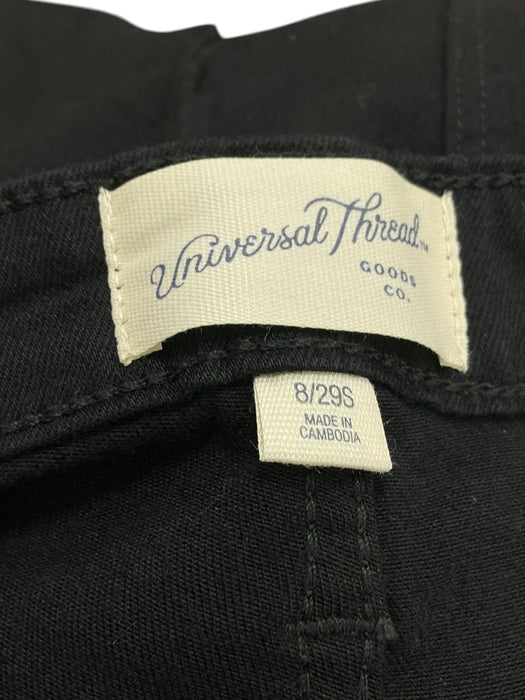 Universal Thread™
GOODS
CO.
8/29S
MADE IN
CAMBODIA